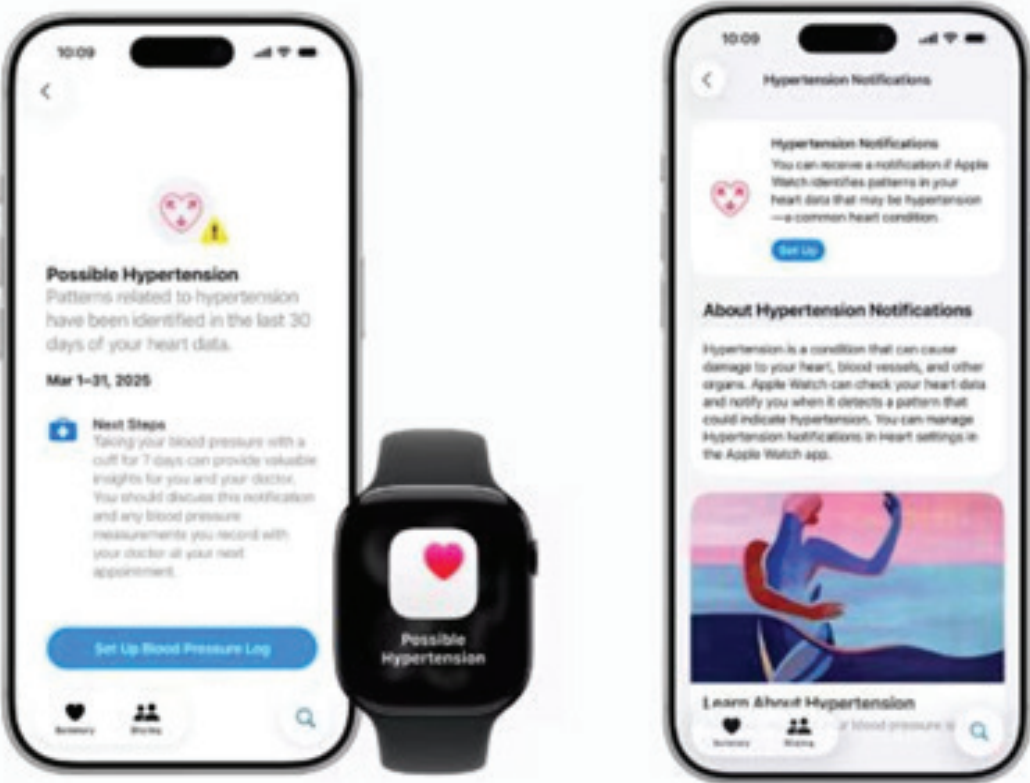 10:09
Possible Hypertension
Patterns related to hypertension
have been identified in the last 30
days of your heart data.
Mar 1–31, 2025
Next Steps
Taking your blood pressure with a
cuff for 7 days can provide valuable
insights for you and your doctor.
You should discuss this notification
and any blood pressure
measurements you record with
your doctor at your next
appointment.
Set Up Blood Pressure Log
Summary
Sharing
Possible
Hypertension
10:09
Hypertension Notifications
Hypertension Notifications
You can receive a notification if Apple
Watch identifies patterns in your
heart data that may be hypertension
—a common heart condition.
Set Up
About Hypertension Notifications
Hypertension is a condition that can cause
damage to your heart, blood vessels, and other
organs. Apple Watch can check your heart data
and notify you when it detects a pattern that
could indicate hypertension. You can manage
Hypertension Notifications in Heart settings in
the Apple Watch app.
Learn About Hypertension
blood pressure is
Summary
Sharing